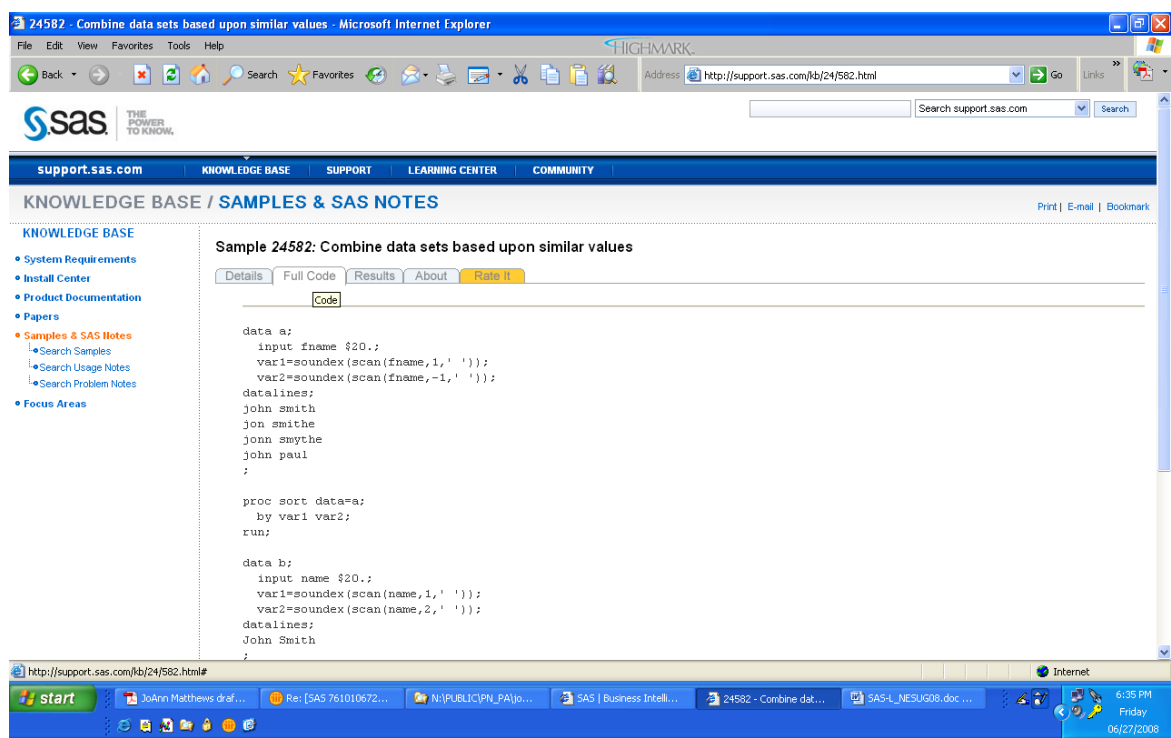 24582 - Combine data sets based upon similar values - Microsoft Internet Explorer
File Edit View Favorites Tools Help
HIGHMARK.
Back Search Favorites Address http://support.sas.com/kb/24/582.html Go Links »
sas THE POWER TO KNOW.
Search support.sas.com Search
support.sas.com KNOWLEDGE BASE SUPPORT LEARNING CENTER COMMUNITY
KNOWLEDGE BASE / SAMPLES & SAS NOTES
Print | E-mail | Bookmark
KNOWLEDGE BASE
System Requirements
Install Center
Product Documentation
Papers
Samples & SAS Notes
Search Samples
Search Usage Notes
Search Problem Notes
Focus Areas
Sample 24582: Combine data sets based upon similar values
Details Full Code Results About Rate It
Code
data a;
input fname $20.;
var1=soundex(scan(fname,1,' '));
var2=soundex(scan(fname,-1,' '));
datalines;
john smith
jon smithe
jonn smythe
john paul
;
proc sort data=a;
by var1 var2;
run;
data b;
input name $20.;
var1=soundex(scan(name,1,' '));
var2=soundex(scan(name,2,' '));
datalines;
John Smith
;
http://support.sas.com/kb/24/582.html# Internet
start JoAnn Matthews draf... Re: [SAS 761010672... N:\PUBLIC\PN_PA\jo... SAS | Business Intelli... 24582 - Combine dat... SAS-L_NESUG08.doc ... 6:35 PM
Friday
06/27/2008